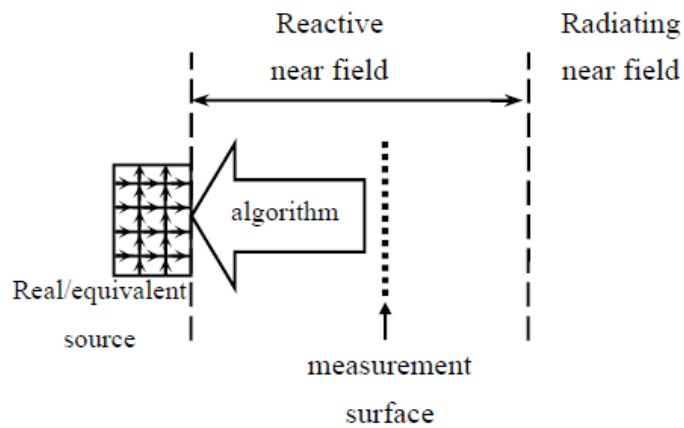 Reactive
near field
Radiating
near field
algorithm
Real/equivalent
source
measurement
surface